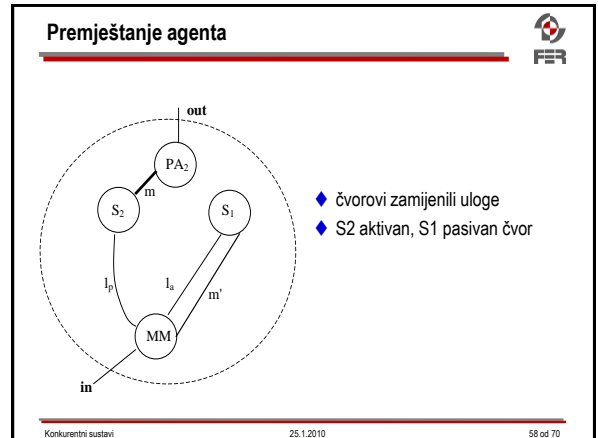 Premještanje agenta
FER
out
PA₂
m
S₂
S₁
lₚ
lₐ
m'
MM
in
čvorovi zamijenili uloge
S2 aktivan, S1 pasivan čvor
Konkurentni sustavi 25.1.2010 58 od 70